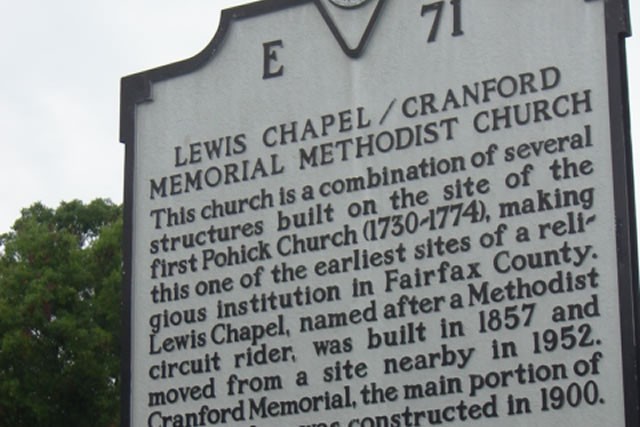 E 71
LEWIS CHAPEL / CRANFORD
MEMORIAL METHODIST CHURCH
This church is a combination of several
structures built on the site of the
first Pohick Church (1730-1774), making
this one of the earliest sites of a reli-
gious institution in Fairfax County.
Lewis Chapel, named after a Methodist
circuit rider, was built in 1857 and
moved from a site nearby in 1952.
Cranford Memorial, the main portion of
was constructed in 1900.